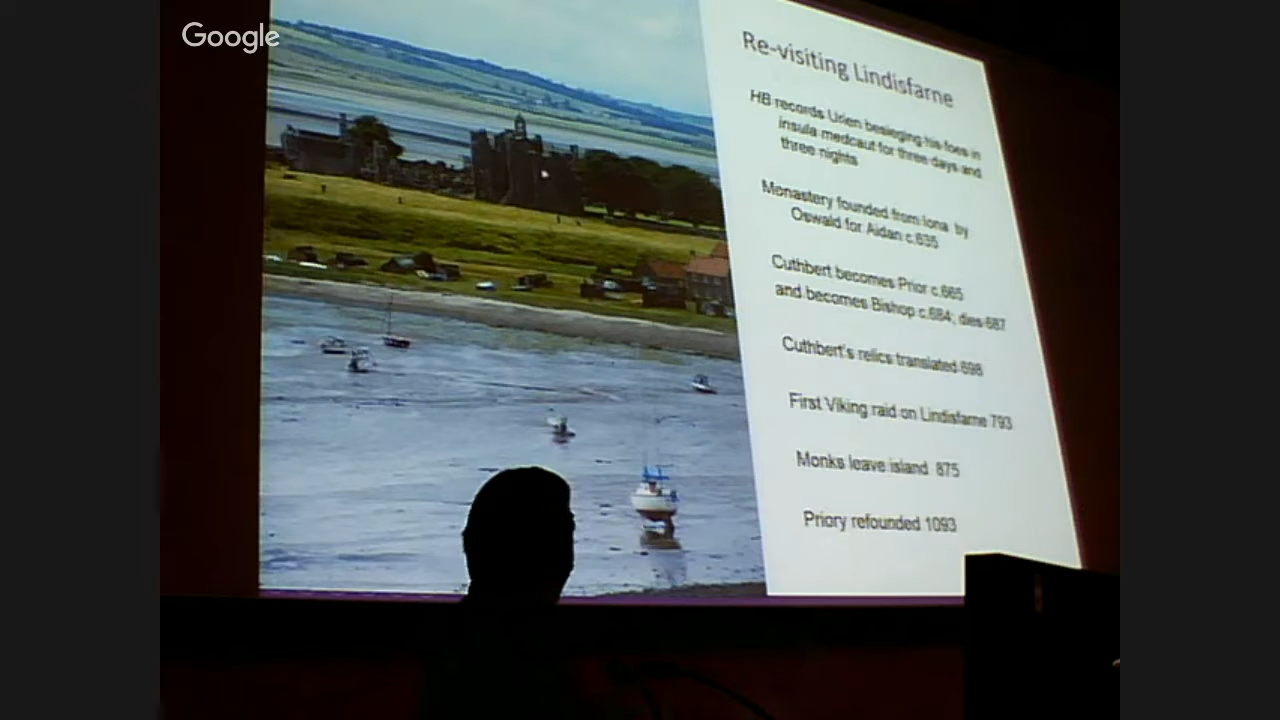 Google
Re-visiting Lindisfarne
HB records Urien besieging his foes in
insula medcaut for three days and
three nights
Monastery founded from Iona by
Oswald for Aidan c.635
Cuthbert becomes Prior c.665
and becomes Bishop c.684; dies 687
Cuthbert's relics translated 698
First Viking raid on Lindisfarne 793
Monks leave island 875
Priory refounded 1093